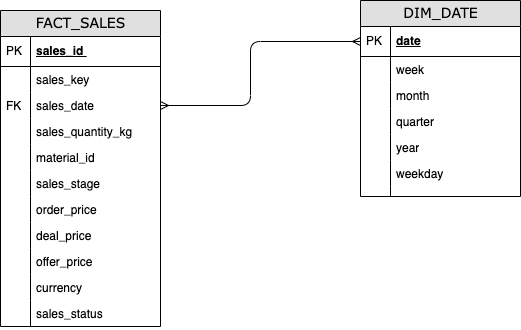 FACT_SALES
PK sales_id
sales_key
FK sales_date
sales_quantity_kg
material_id
sales_stage
order_price
deal_price
offer_price
currency
sales_status
DIM_DATE
PK date
week
month
quarter
year
weekday